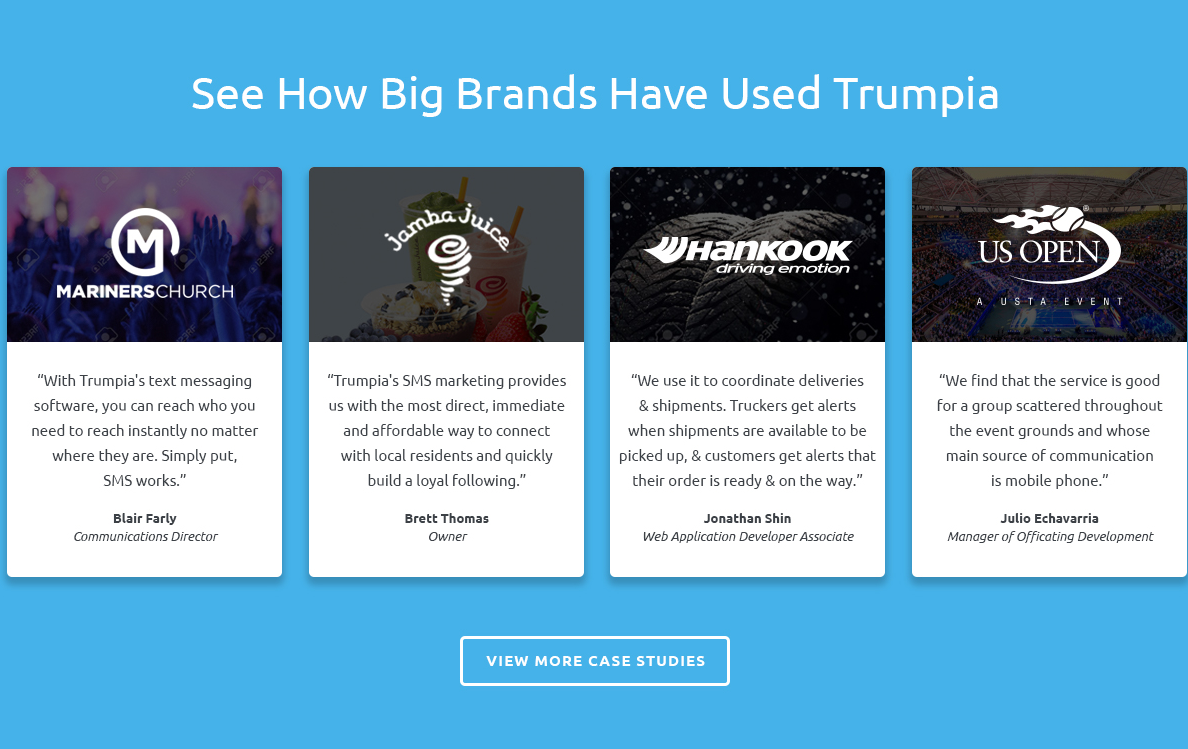 See How Big Brands Have Used Trumpia
M
MARINERSCHURCH
“With Trumpia's text messaging
software, you can reach who you
need to reach instantly no matter
where they are. Simply put,
SMS works.”
Blair Farly
Communications Director
jamba juice
“Trumpia's SMS marketing provides
us with the most direct, immediate
and affordable way to connect
with local residents and quickly
build a loyal following.”
Brett Thomas
Owner
HANKOOK
driving emotion
“We use it to coordinate deliveries
& shipments. Truckers get alerts
when shipments are available to be
picked up, & customers get alerts that
their order is ready & on the way.”
Jonathan Shin
Web Application Developer Associate
US OPEN®
A USTA EVENT
“We find that the service is good
for a group scattered throughout
the event grounds and whose
main source of communication
is mobile phone.”
Julio Echavarria
Manager of Officating Development
VIEW MORE CASE STUDIES